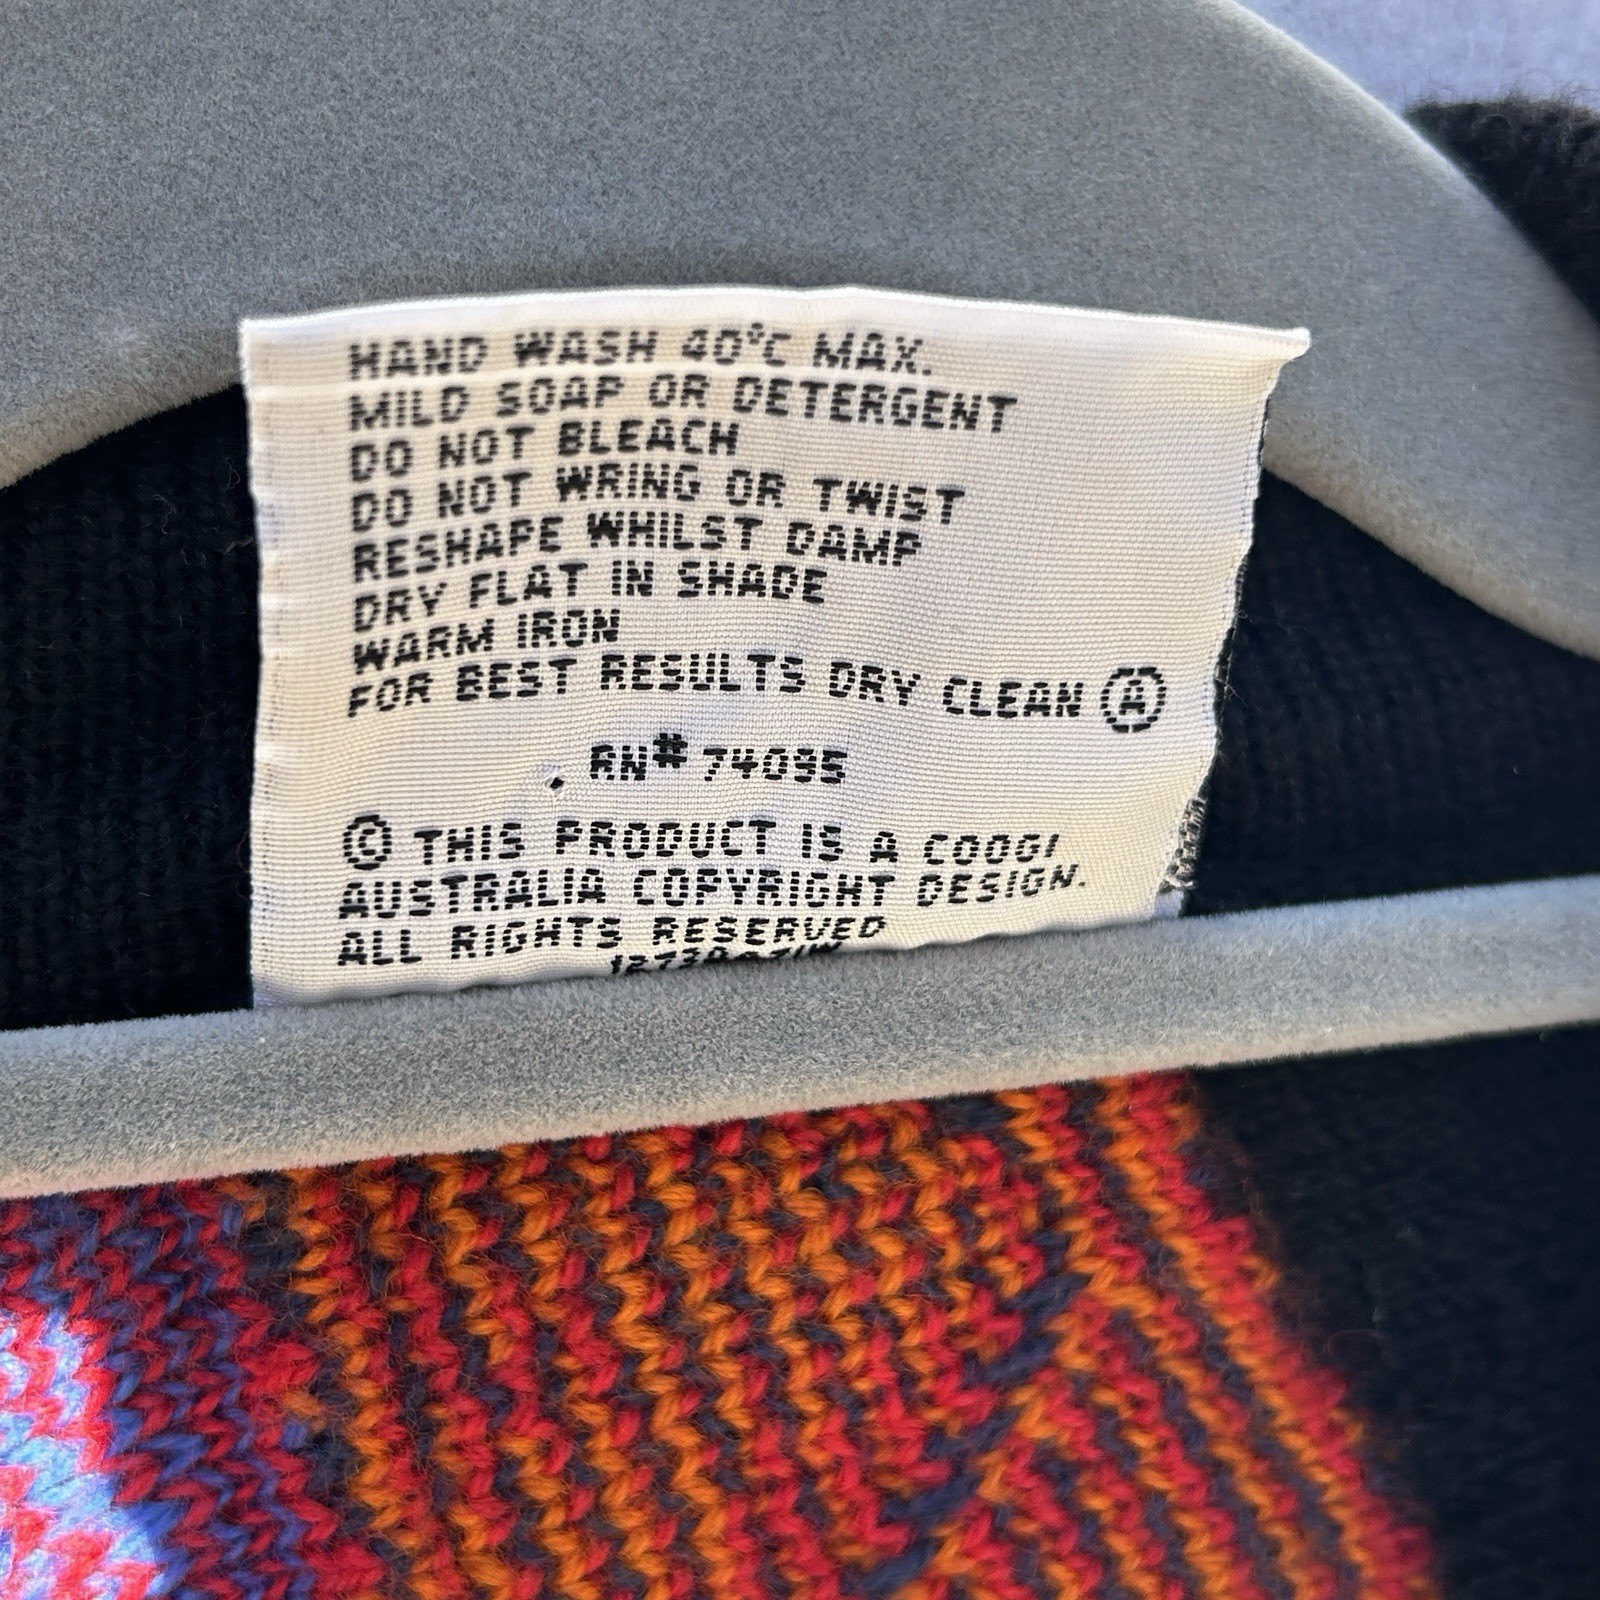 HAND WASH 40°C MAX.
MILD SOAP OR DETERGENT
DO NOT BLEACH
DO NOT WRING OR TWIST
RESHAPE WHILST DAMP
DRY FLAT IN SHADE
WARM IRON
FOR BEST RESULTS DRY CLEAN Ⓐ
RN# 74095
© THIS PRODUCT IS A COOGI
AUSTRALIA COPYRIGHT DESIGN.
ALL RIGHTS RESERVED